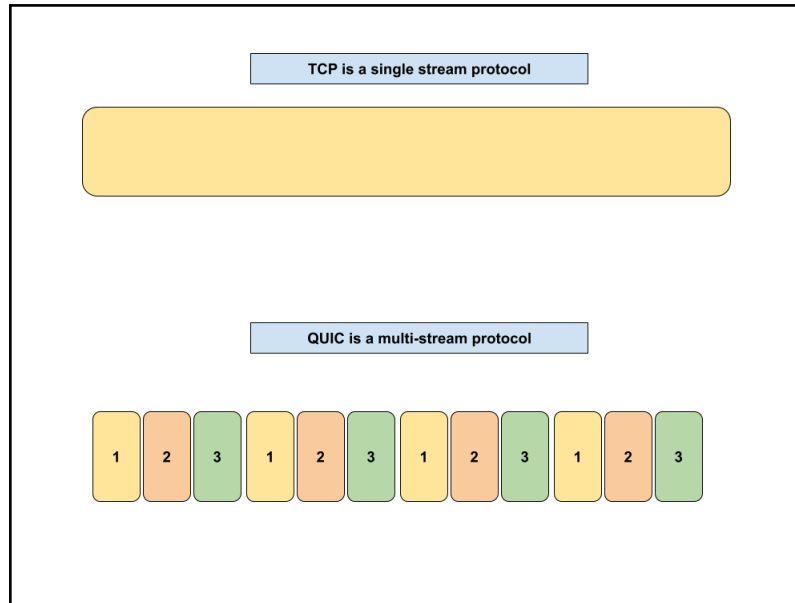 TCP is a single stream protocol
QUIC is a multi-stream protocol
1 2 3 1 2 3 1 2 3 1 2 3